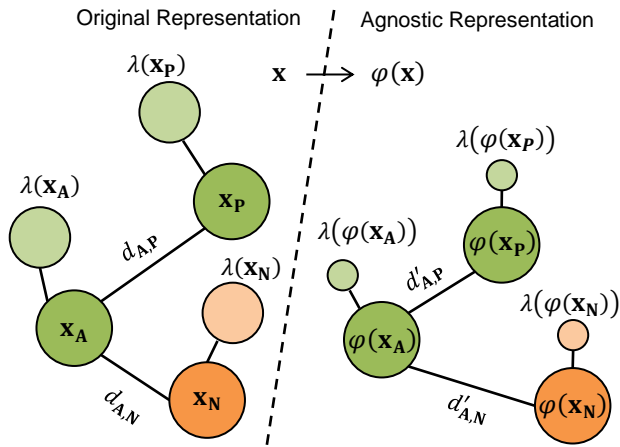 Original Representation
Agnostic Representation
x → φ(x)
λ(x_P)
x_P
λ(x_A)
d_A,P
λ(x_N)
x_A
d_A,N
x_N
λ(φ(x_P))
φ(x_P)
λ(φ(x_A))
d′_A,P
λ(φ(x_N))
φ(x_A)
d′_A,N
φ(x_N)